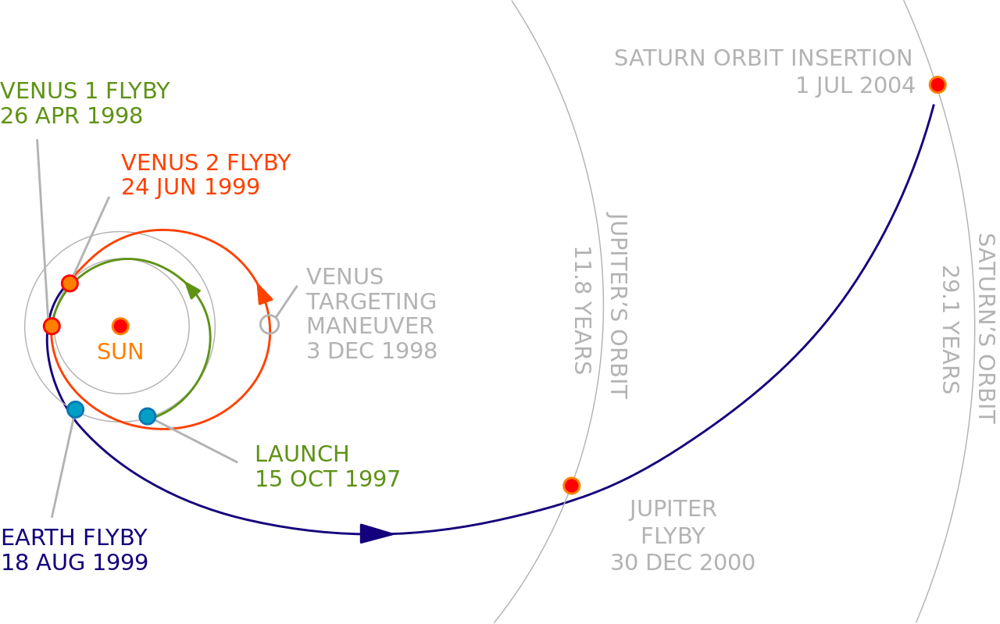 SATURN ORBIT INSERTION
1 JUL 2004
VENUS 1 FLYBY
26 APR 1998
VENUS 2 FLYBY
24 JUN 1999
VENUS
TARGETING
MANEUVER
3 DEC 1998
JUPITER’S ORBIT
11.8 YEARS
SATURN’S ORBIT
29.1 YEARS
SUN
LAUNCH
15 OCT 1997
JUPITER
FLYBY
30 DEC 2000
EARTH FLYBY
18 AUG 1999